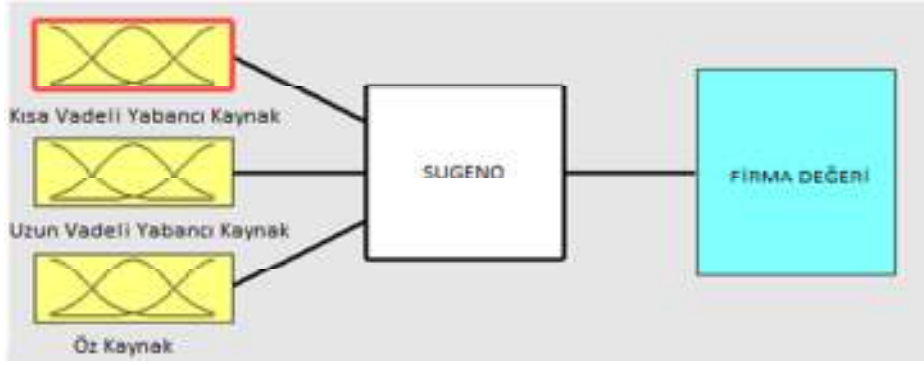 Kısa Vadeli Yabancı Kaynak
SUGENO
FİRMA DEĞERİ
Uzun Vadeli Yabancı Kaynak
Öz Kaynak